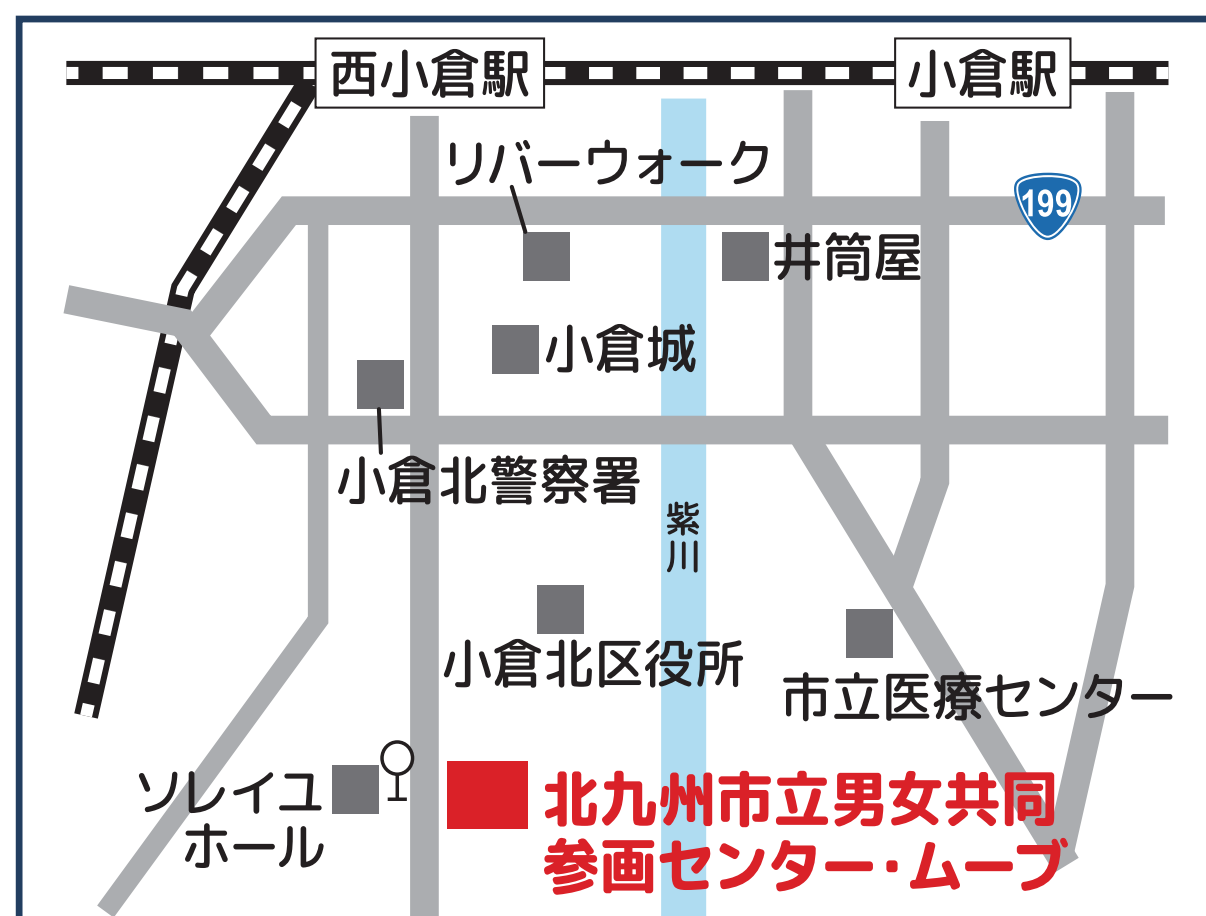 西小倉駅
小倉駅
リバーウォーク
199
井筒屋
小倉城
小倉北警察署
紫川
小倉北区役所
市立医療センター
ソレイユ
ホール
北九州市立男女共同
参画センター・ムーブ